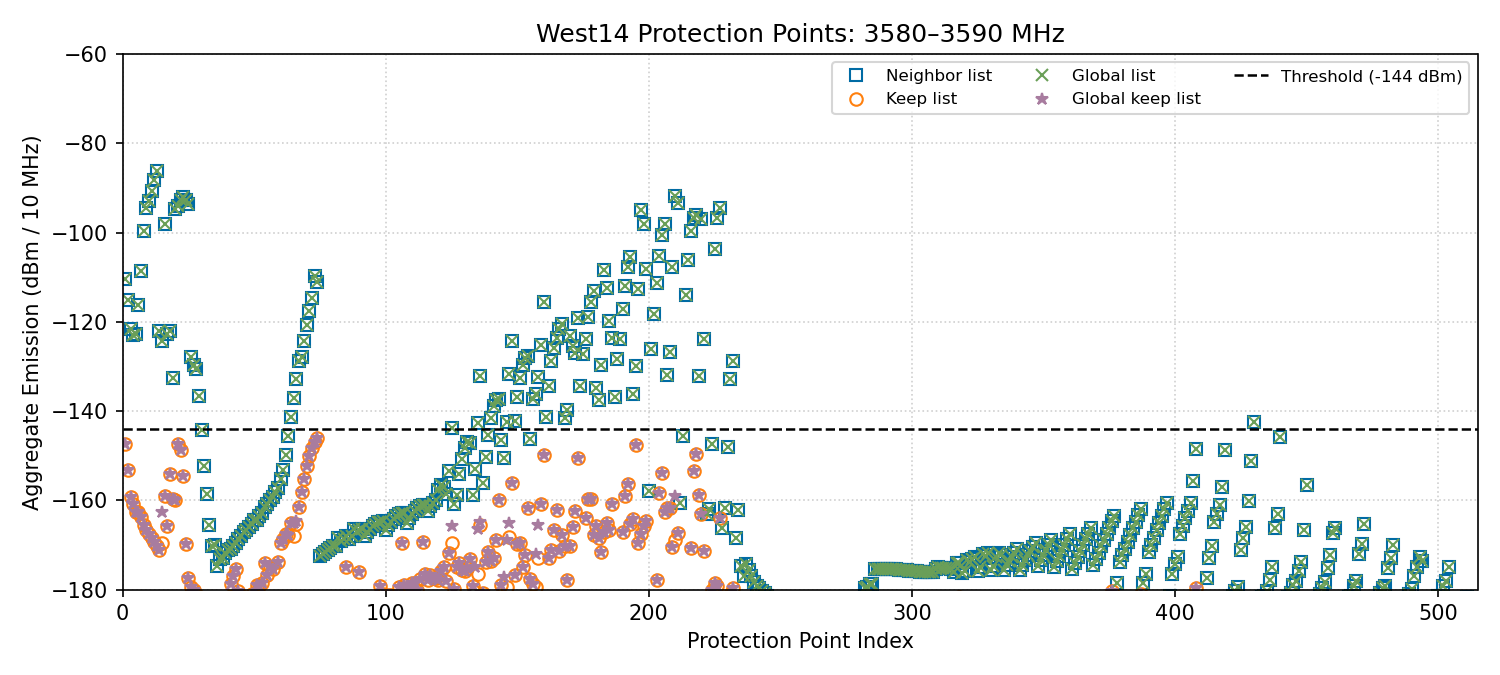 West14 Protection Points: 3580–3590 MHz
Neighbor list
Keep list
Global list
Global keep list
Threshold (-144 dBm)
Aggregate Emission (dBm / 10 MHz)
−60
−80
−100
−120
−140
−160
−180
0 100 200 300 400 500
Protection Point Index